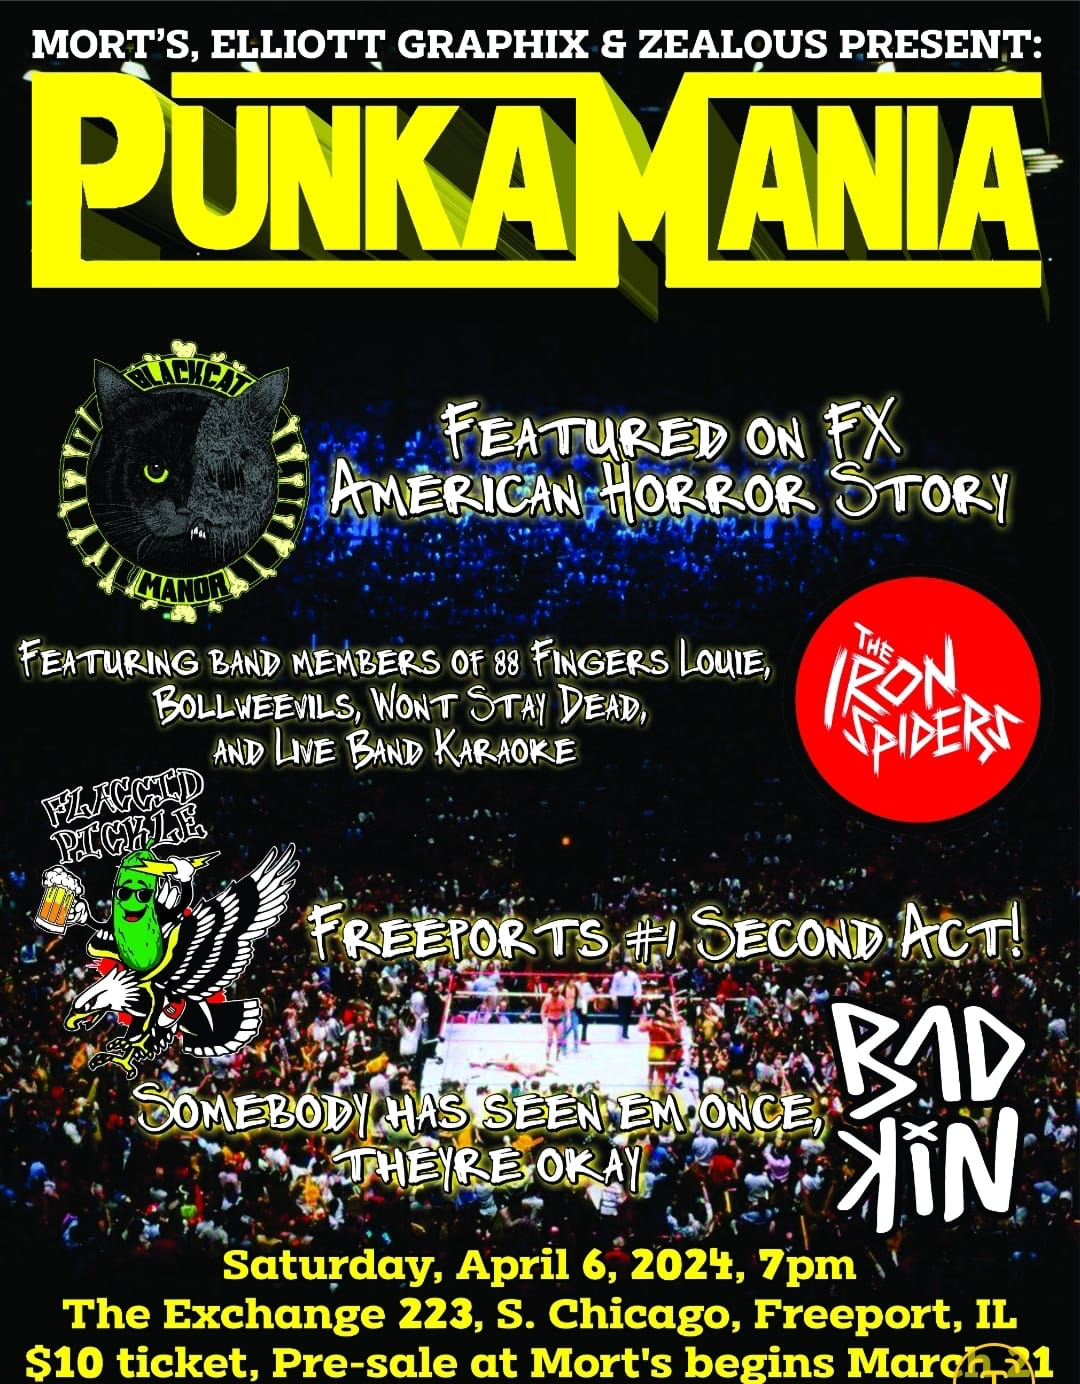 MORT'S, ELLIOTT GRAPHIX & ZEALOUS PRESENT:
PUNKAMANIA
BLACKCAT
MANOR
FEATURED ON FX
AMERICAN HORROR STORY
FEATURING BAND MEMBERS OF 88 FINGERS LOUIE,
BOLLWEEVILS, WONT STAY DEAD,
AND LIVE BAND KARAOKE
THE
IRON
SPIDERS
FLACCID
PICKLE
FREEPORTS #1 SECOND ACT!
SOMEBODY HAS SEEN EM ONCE,
THEYRE OKAY
BAD
KIN
Saturday, April 6, 2024, 7pm
The Exchange 223, S. Chicago, Freeport, IL
$10 ticket, Pre-sale at Mort's begins March 21